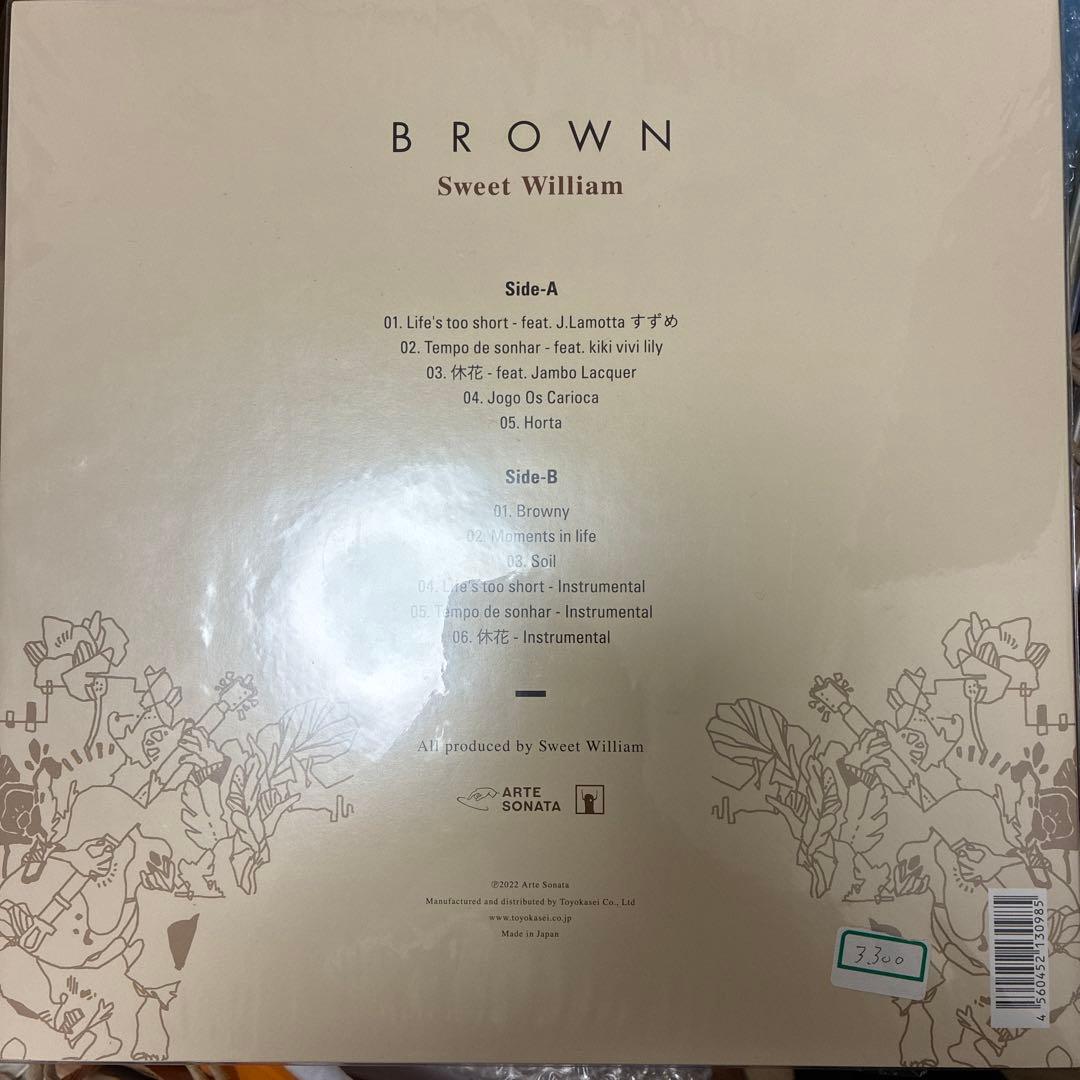 BROWN
Sweet William
Side-A
01. Life's too short - feat. J.Lamotta すずめ
02. Tempo de sonhar - feat. kiki vivi lily
03. 休花 - feat. Jambo Lacquer
04. Jogo Os Carioca
05. Horta
Side-B
01. Browny
02. Moments in life
03. Soil
04. Life's too short - Instrumental
05. Tempo de sonhar - Instrumental
06. 休花 - Instrumental
All produced by Sweet William
ARTE
SONATA
℗2022 Arte Sonata
Manufactured and distributed by Toyokasei Co., Ltd
www.toyokasei.co.jp
Made in Japan
3300
4 560452 130985